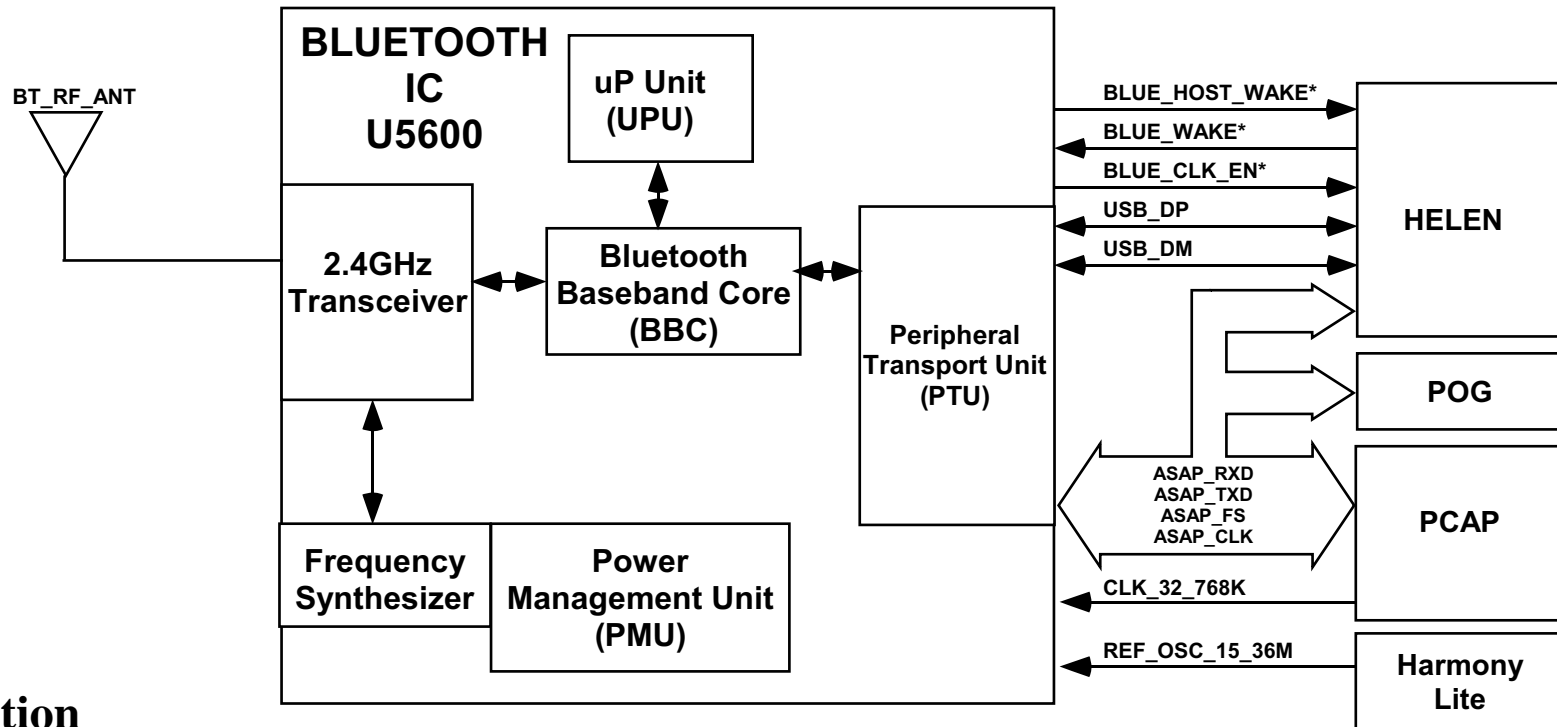 BLUETOOTH
IC
U5600
BT_RF_ANT
uP Unit
(UPU)
2.4GHz
Transceiver
Bluetooth
Baseband Core
(BBC)
Peripheral
Transport Unit
(PTU)
Frequency
Synthesizer
Power
Management Unit
(PMU)
BLUE_HOST_WAKE*
BLUE_WAKE*
BLUE_CLK_EN*
USB_DP
USB_DM
HELEN
POG
ASAP_RXD
ASAP_TXD
ASAP_FS
ASAP_CLK
PCAP
CLK_32_768K
REF_OSC_15_36M
Harmony
Lite
tion